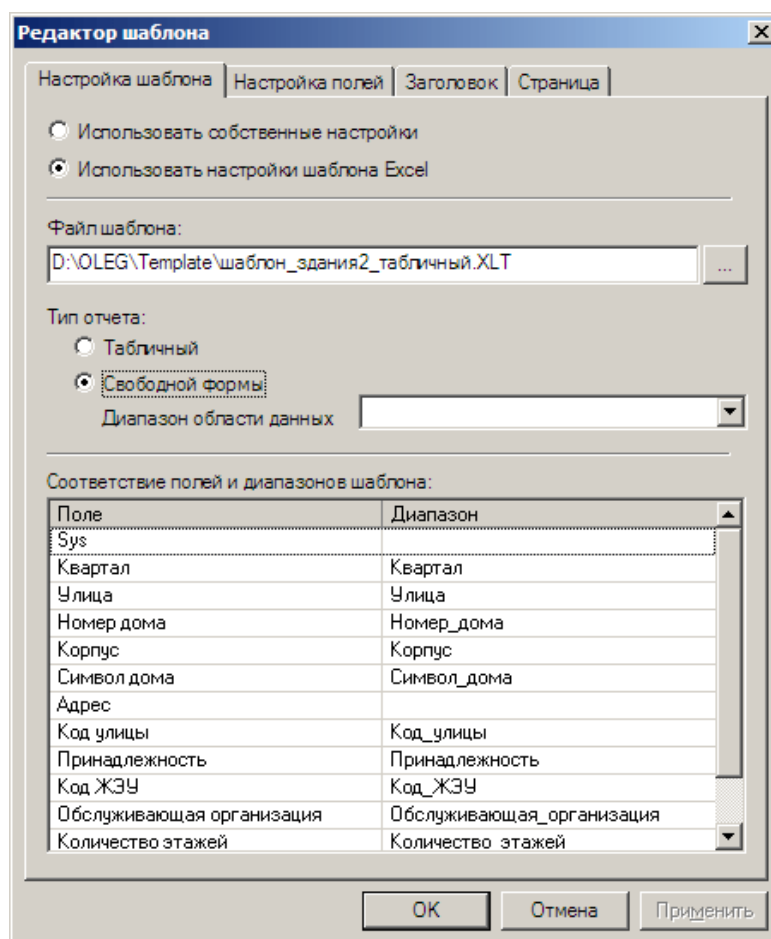 Редактор шаблона
Настройка шаблона Настройка полей Заголовок Страница
Использовать собственные настройки
Использовать настройки шаблона Excel
Файл шаблона:
D:\OLEG\Template\шаблон_здания2_табличный.XLT ...
Тип отчета:
Табличный
Свободной формы
Диапазон области данных
Соответствие полей и диапазонов шаблона:
Поле Диапазон
Sys
Квартал Квартал
Улица Улица
Номер дома Номер_дома
Корпус Корпус
Символ дома Символ_дома
Адрес
Код улицы Код_улицы
Принадлежность Принадлежность
Код ЖЭУ Код_ЖЭУ
Обслуживающая организация Обслуживающая_организация
Количество этажей Количество_этажей
OK Отмена Применить